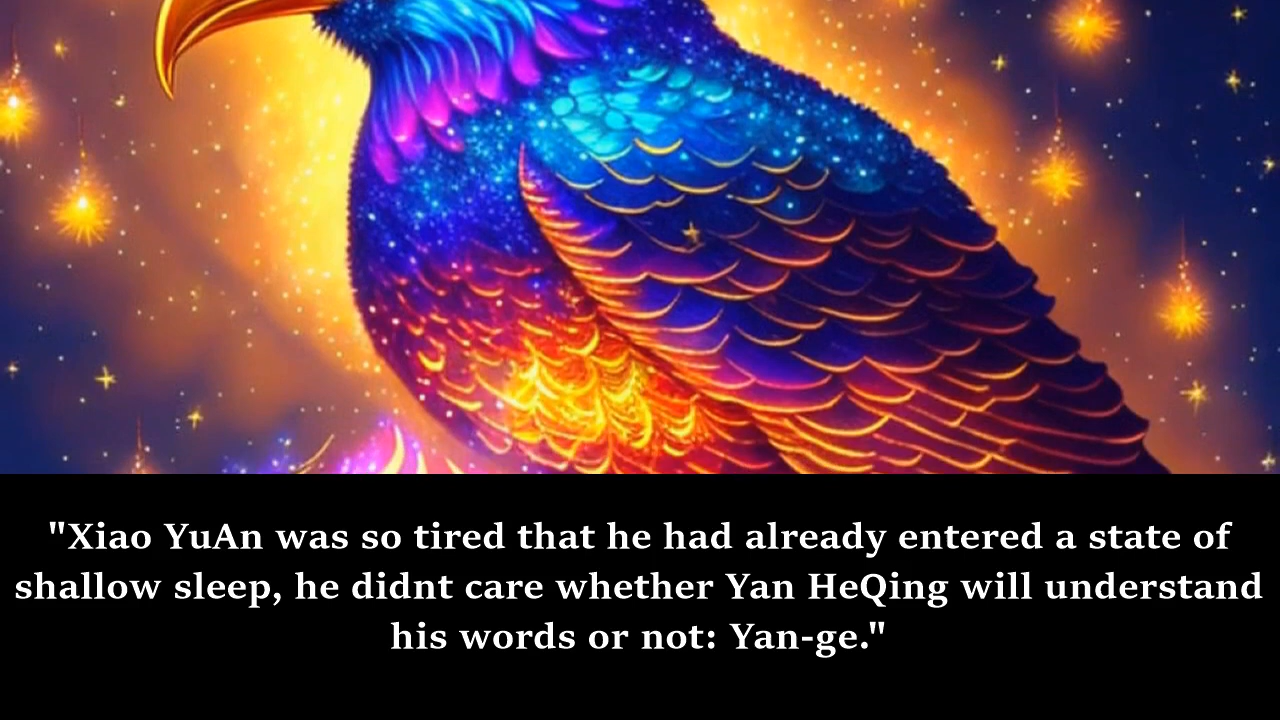 "Xiao YuAn was so tired that he had already entered a state of
shallow sleep, he didnt care whether Yan HeQing will understand
his words or not: Yan-ge."